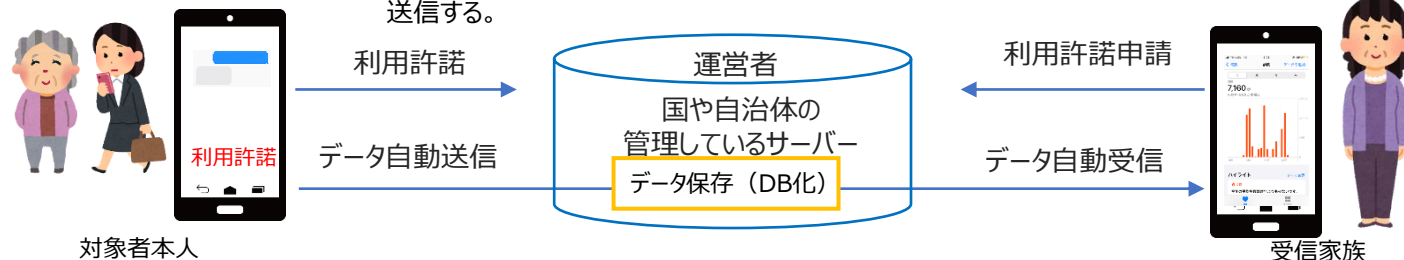 送信する。
利用許諾
運営者
利用許諾申請
国や自治体の
管理しているサーバー
データ自動送信
データ保存（DB化）
データ自動受信
利用許諾
7,160
ハイライト
対象者本人
受信家族